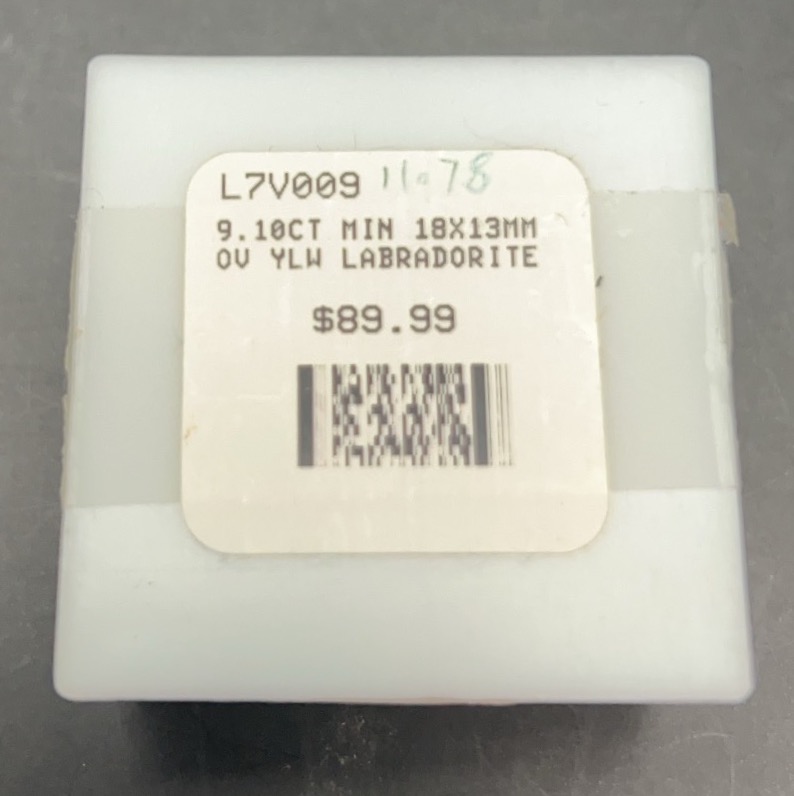 L7V009 11.78
9.10CT MIN 18X13MM
OV YLW LABRADORITE
$89.99